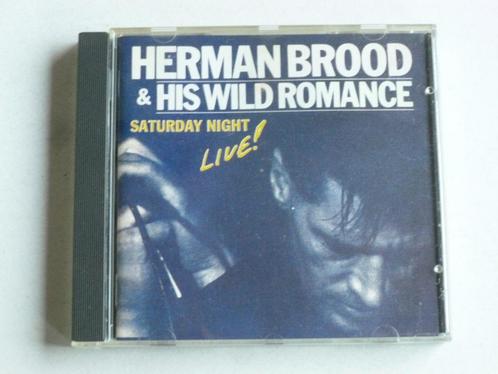 HERMAN BROOD
& HIS WILD ROMANCE
SATURDAY NIGHT
LIVE!